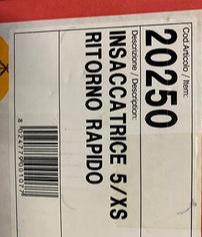 Cod.Articolo / Item:
20250
Descrizione / Description:
INSACCATRICE 5/XS
RITORNO RAPIDO